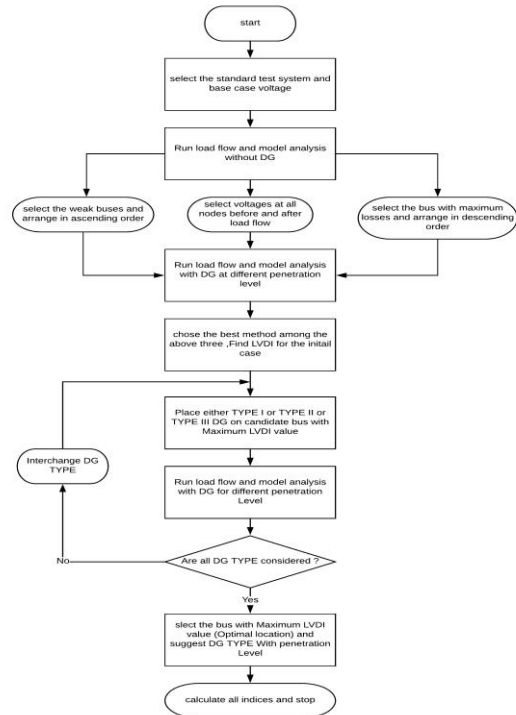 start
select the standard test system and
base case voltage
Run load flow and model analysis
without DG
select the weak buses and
arrange in ascending order
select voltages at all
nodes before and after
load flow
select the bus with maximum
losses and arrange in descending
order
Run load flow and model analysis
with DG at different penetration
level
chose the best method among the
above three ,Find LVDI for the initail
case
Place either TYPE I or TYPE II or
TYPE III DG on candidate bus with
Maximum LVDI value
Interchange DG
TYPE
Run load flow and model analysis
with DG for different penetration
Level
Are all DG TYPE considered ?
No
Yes
slect the bus with Maximum LVDI
value (Optimal location) and
suggest DG TYPE With penetration
Level
calculate all indices and stop